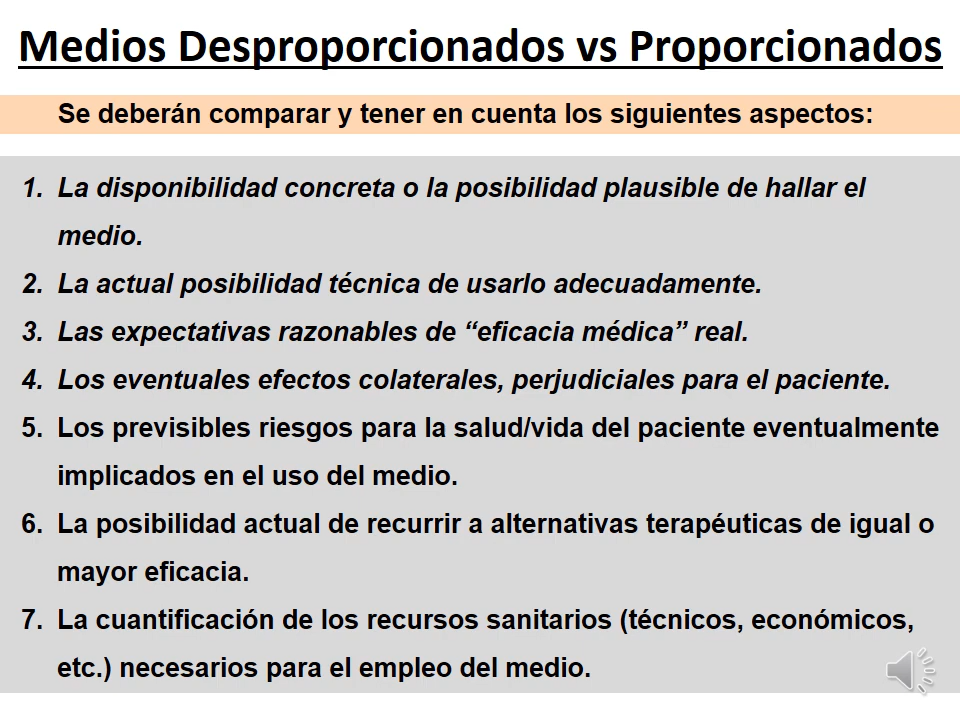 Medios Desproporcionados vs Proporcionados
Se deberán comparar y tener en cuenta los siguientes aspectos:
1. La disponibilidad concreta o la posibilidad plausible de hallar el
medio.
2. La actual posibilidad técnica de usarlo adecuadamente.
3. Las expectativas razonables de “eficacia médica” real.
4. Los eventuales efectos colaterales, perjudiciales para el paciente.
5. Los previsibles riesgos para la salud/vida del paciente eventualmente
implicados en el uso del medio.
6. La posibilidad actual de recurrir a alternativas terapéuticas de igual o
mayor eficacia.
7. La cuantificación de los recursos sanitarios (técnicos, económicos,
etc.) necesarios para el empleo del medio.